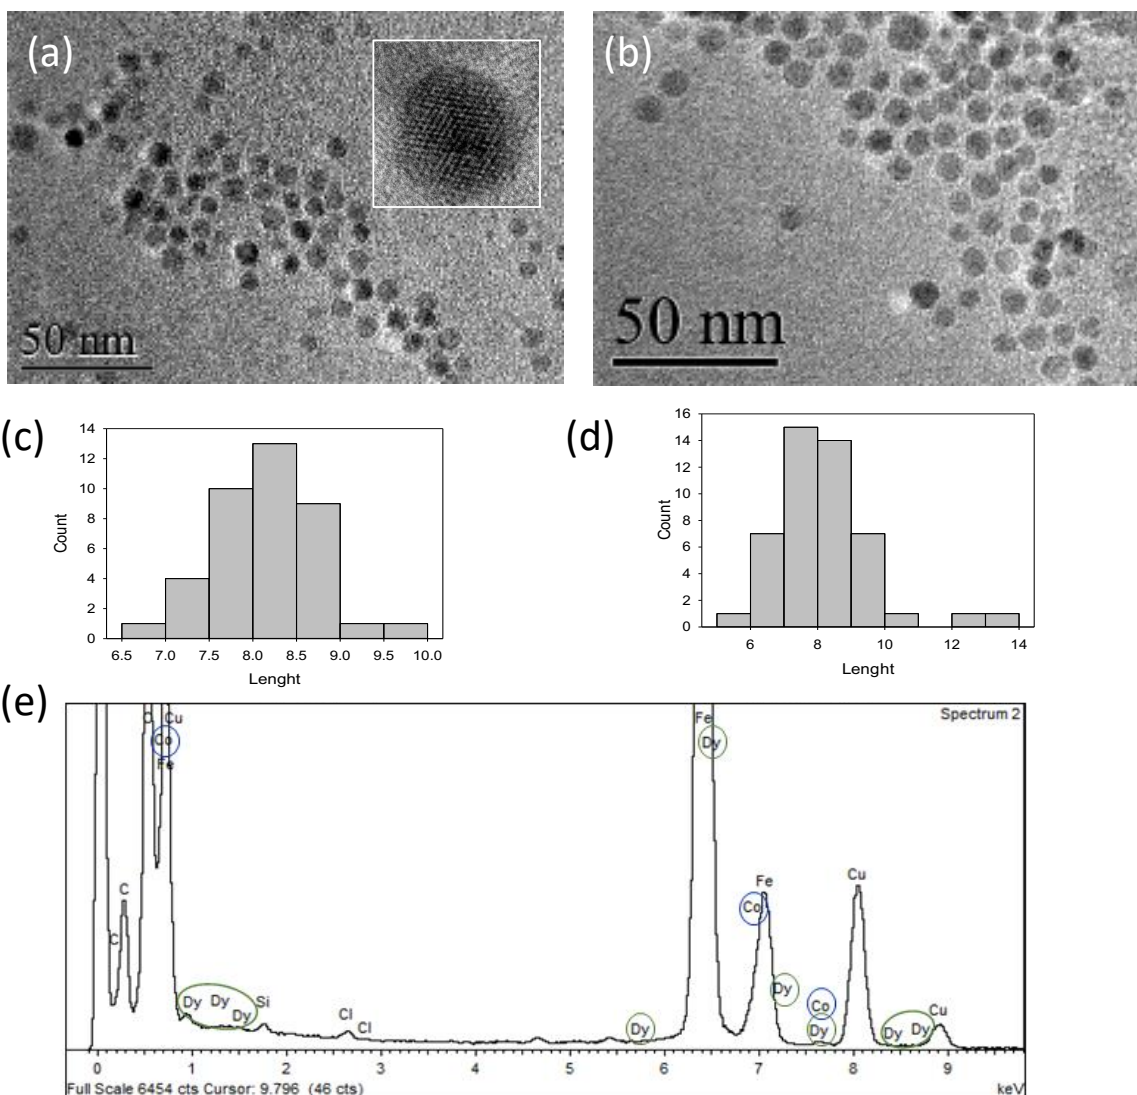 (a)
50 nm
(b)
50 nm
(c)
14
12
10
8
6
4
2
0
Count
6.5 7.0 7.5 8.0 8.5 9.0 9.5 10.0
Lenght
(d)
16
14
12
10
8
6
4
2
0
Count
6 8 10 12 14
Lenght
(e)
Spectrum 2
O Cu
Co
Fe
C
C
Dy Dy
Dy
Si
Cl
Cl
Dy
Fe
Dy
Fe
Co
Dy
Co
Dy
Cu
Dy Dy
Cu
0 1 2 3 4 5 6 7 8 9
Full Scale 6454 cts Cursor: 9.796 (46 cts)
keV